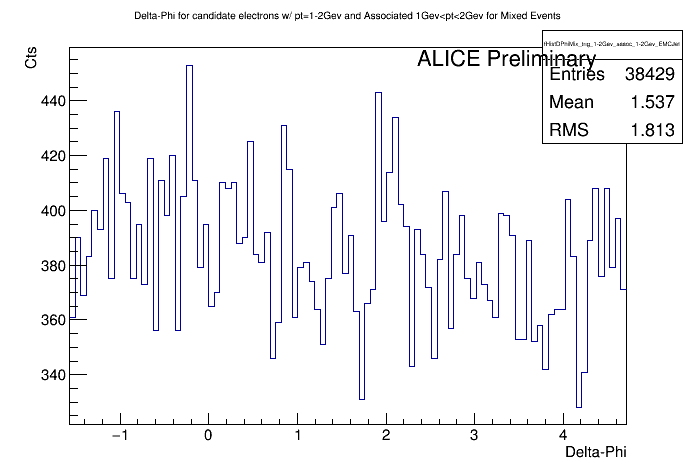 Delta-Phi for candidate electrons w/ pt=1-2Gev and Associated 1Gev<pt<2Gev for Mixed Events
Cts
ALICE Preliminary
fHistDPhiMix_trig_1-2Gev_assoc_1-2Gev_EMCJet
Entries 38429
Mean 1.537
RMS 1.813
440
420
400
380
360
340
−1 0 1 2 3 4
Delta-Phi